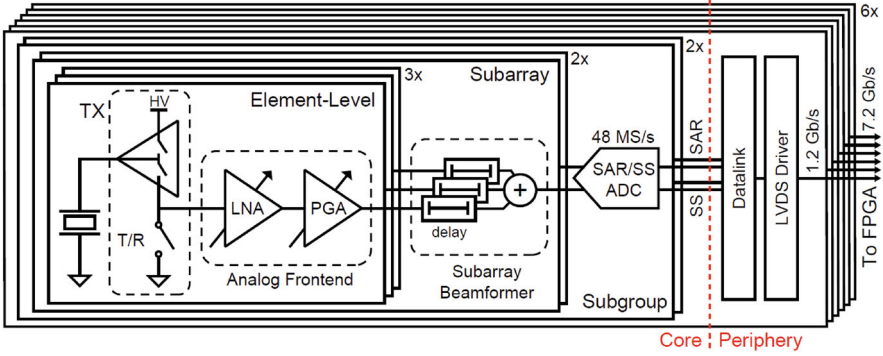 6x
2x
2x
3x
Subarray
Element-Level
TX
HV
T/R
LNA
PGA
Analog Frontend
delay
+
Subarray
Beamformer
48 MS/s
SAR/SS
ADC
SAR
SS
Subgroup
Datalink
LVDS Driver
1.2 Gb/s
7.2 Gb/s
To FPGA
Core
Periphery